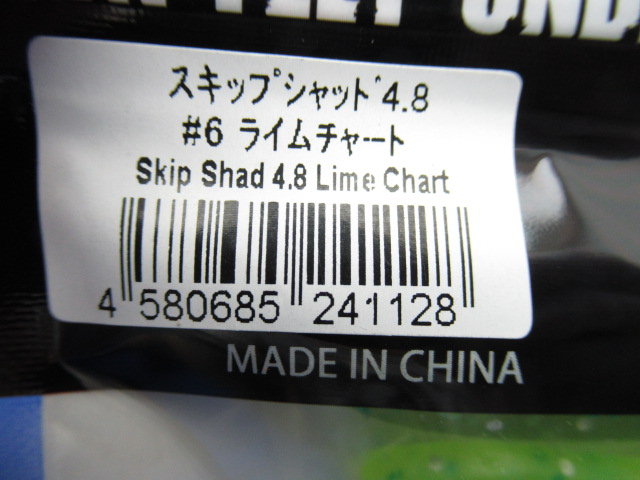 スキップシャッド4.8
#6 ライムチャート
Skip Shad 4.8 Lime Chart
4 580685 241128
MADE IN CHINA